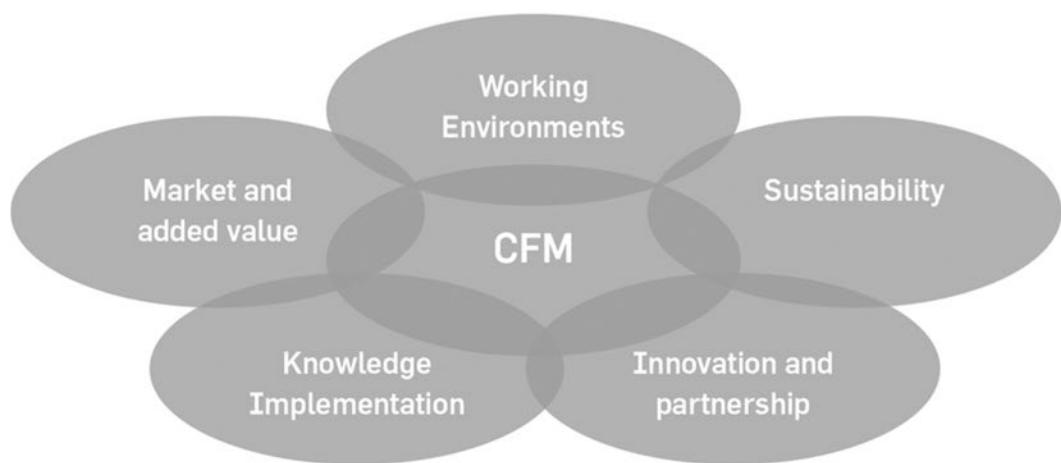 Working
Environments
Market and
added value
Sustainability
CFM
Knowledge
Implementation
Innovation and
partnership